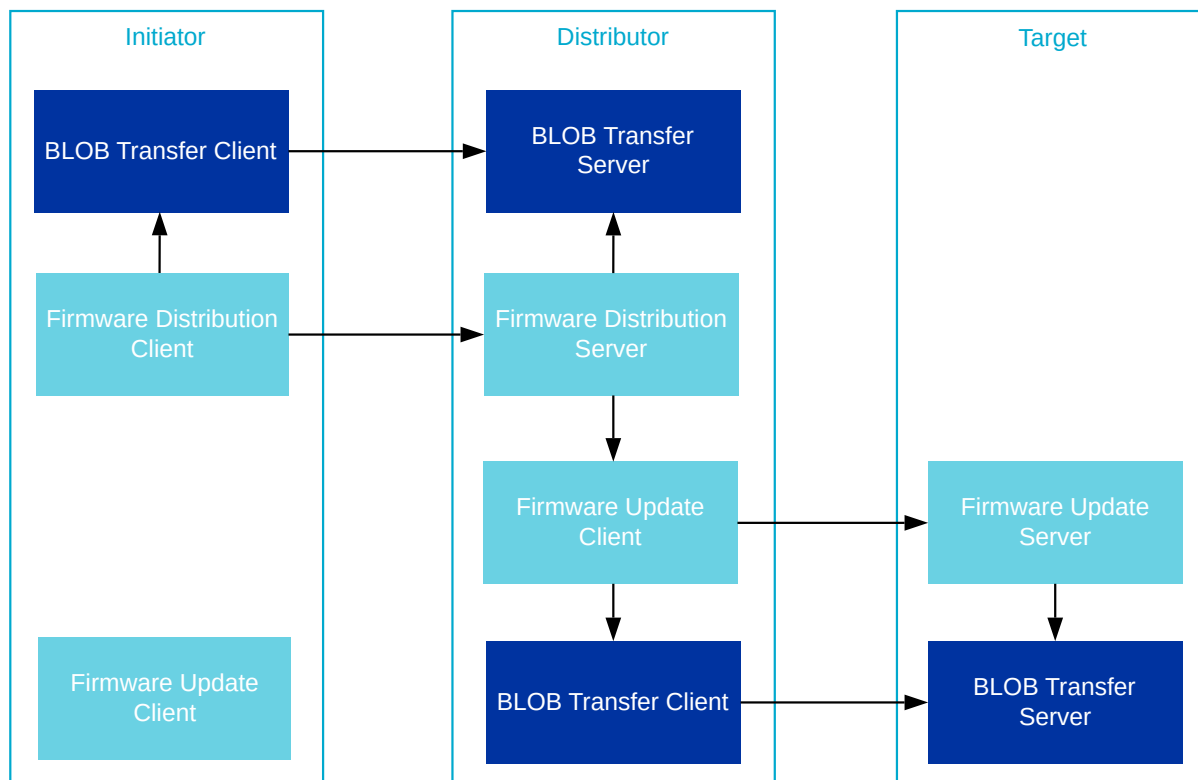 Initiator
Distributor
Target
BLOB Transfer Client
BLOB Transfer
Server
Firmware Distribution
Client
Firmware Distribution
Server
Firmware Update
Client
Firmware Update
Server
Firmware Update
Client
BLOB Transfer Client
BLOB Transfer
Server